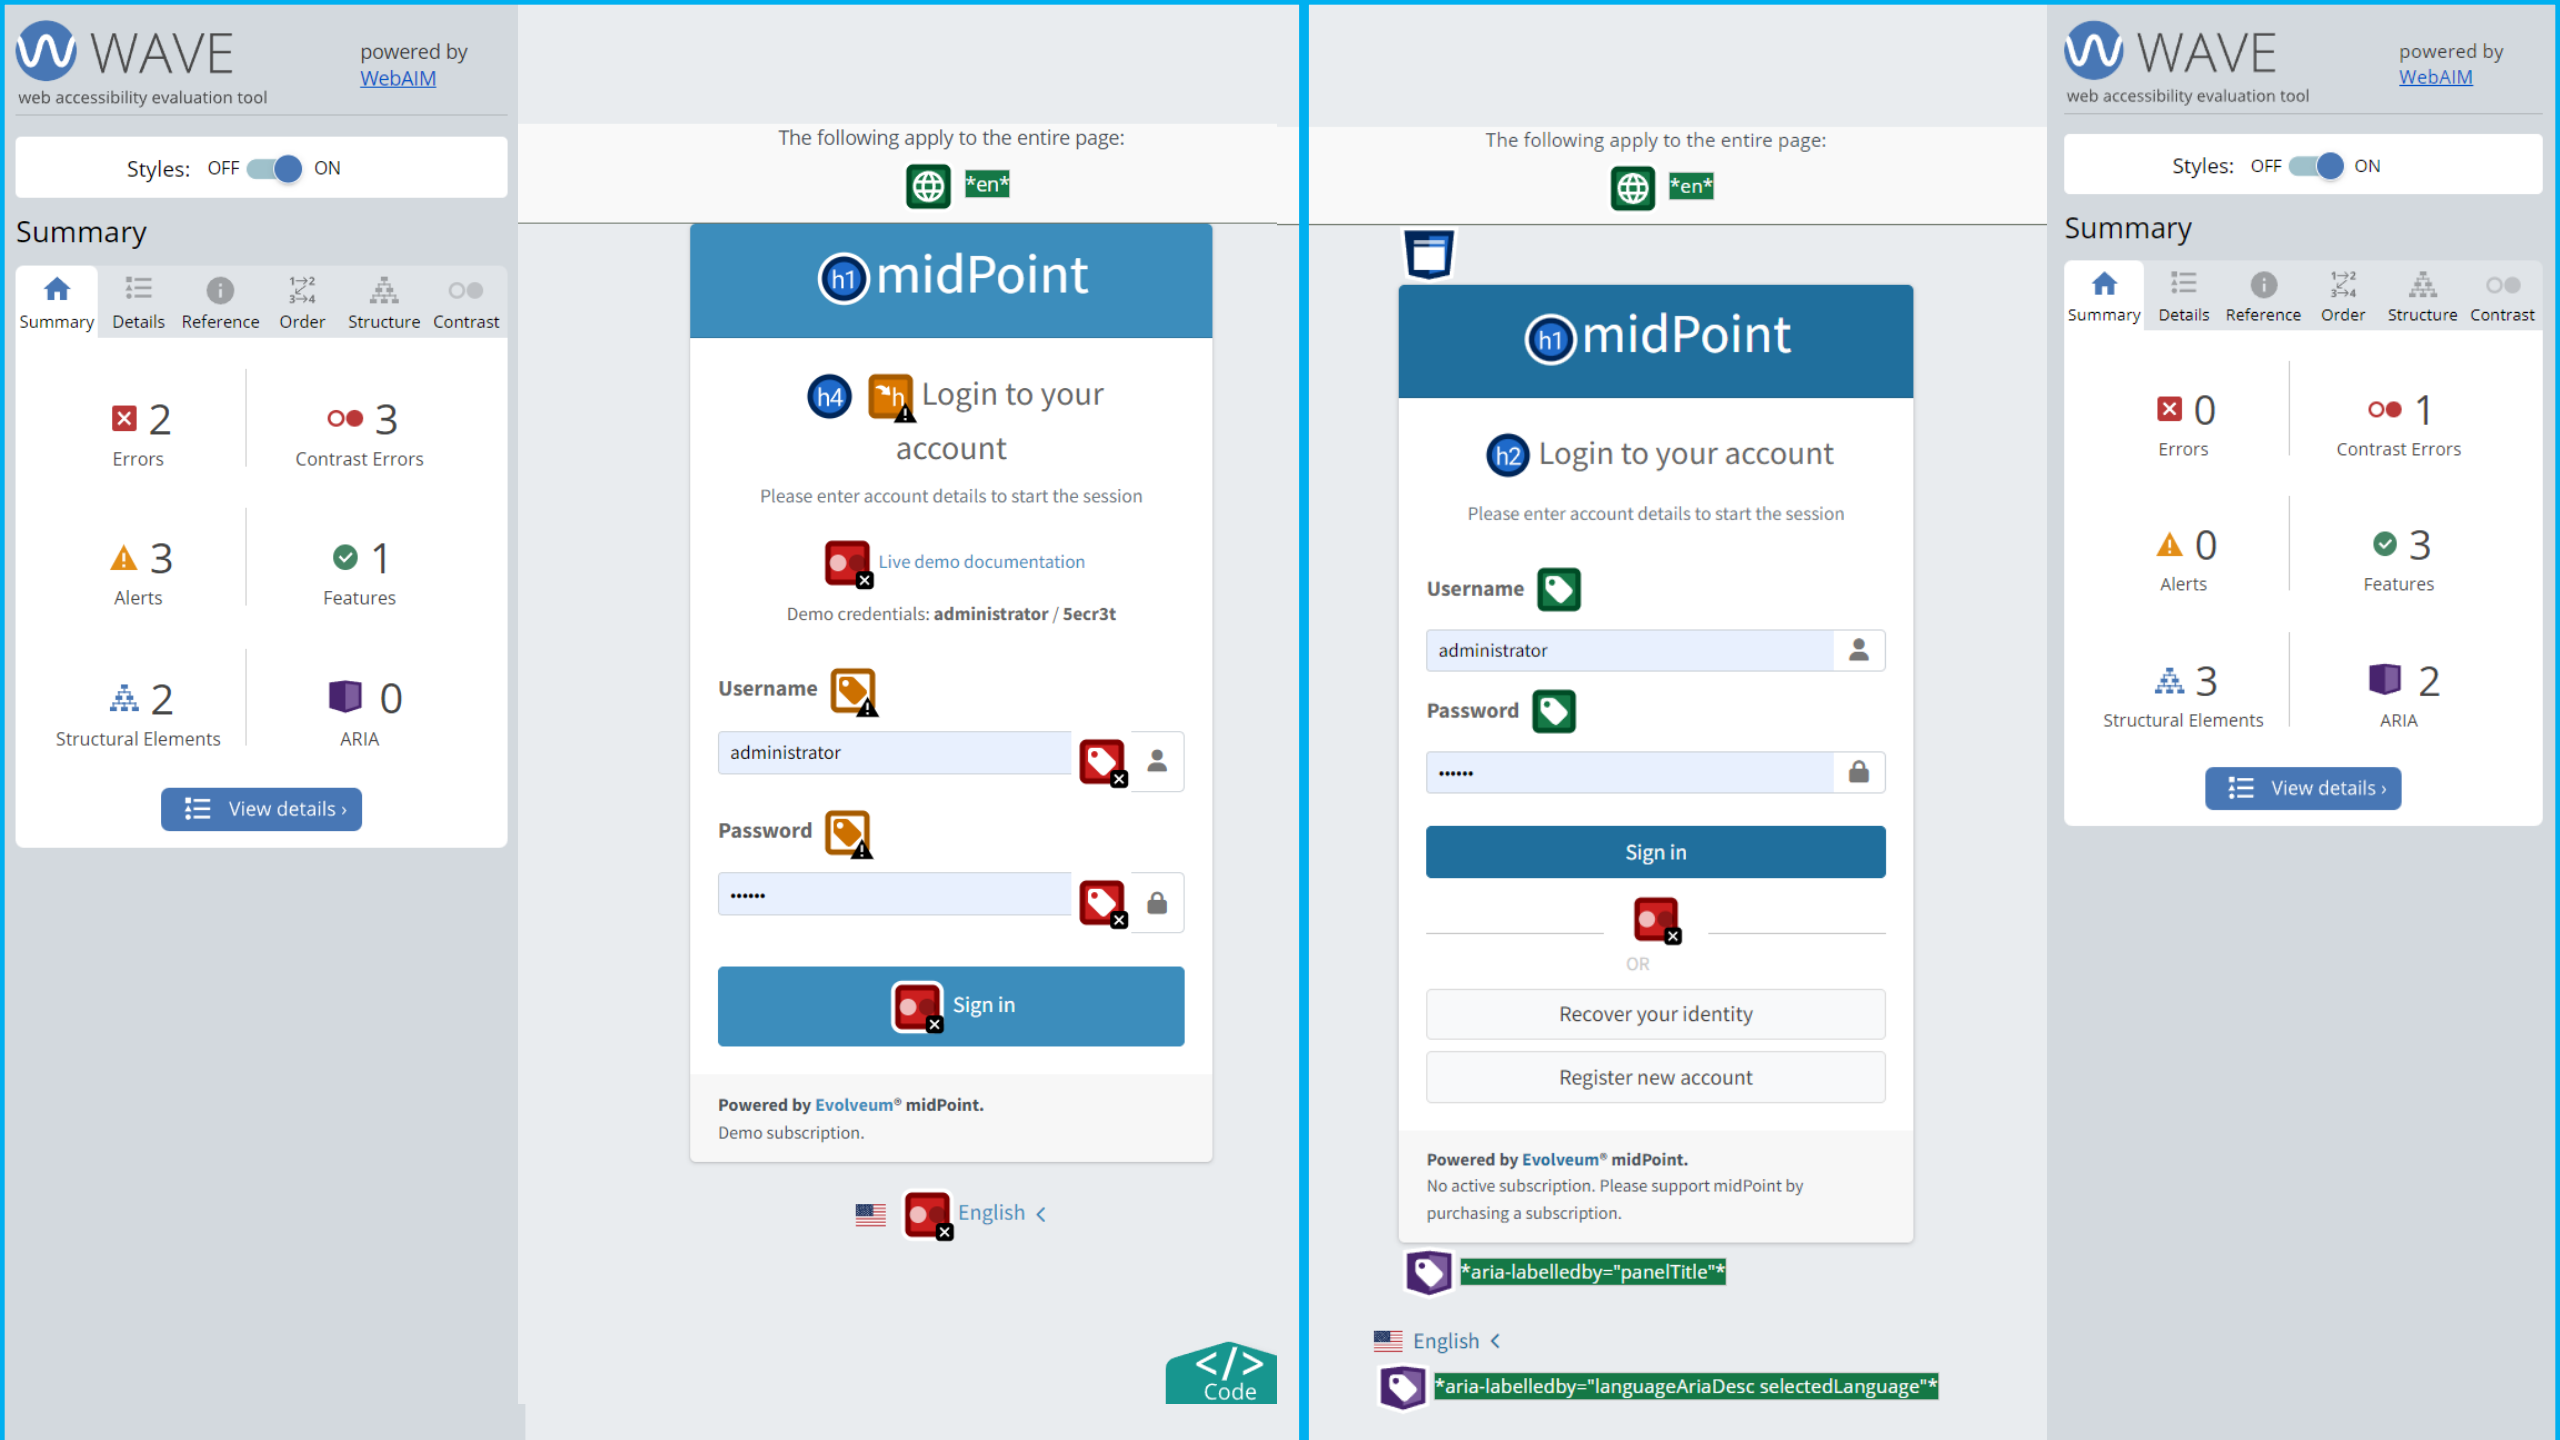 WAVE
powered by
WebAIM
web accessibility evaluation tool
Styles: OFF ON
Summary
Summary Details Reference Order Structure Contrast
2 3
Errors Contrast Errors
3 1
Alerts Features
2 0
Structural Elements ARIA
View details ›
The following apply to the entire page:
*en*
h1 midPoint
h4 h Login to your
account
Please enter account details to start the session
Live demo documentation
Demo credentials: administrator / 5ecr3t
Username
administrator
Password
••••••
Sign in
Powered by Evolveum® midPoint.
Demo subscription.
English
</>
Code
The following apply to the entire page:
*en*
h1 midPoint
h2 Login to your account
Please enter account details to start the session
Username
administrator
Password
••••••
Sign in
OR
Recover your identity
Register new account
Powered by Evolveum® midPoint.
No active subscription. Please support midPoint by
purchasing a subscription.
*aria-labelledby="panelTitle"*
English
*aria-labelledby="languageAriaDesc selectedLanguage"*
WAVE
powered by
WebAIM
web accessibility evaluation tool
Styles: OFF ON
Summary
1→2
3→4
1→2
3→4
Summary Details Reference Order Structure Contrast
0 1
Errors Contrast Errors
0 3
Alerts Features
3 2
Structural Elements ARIA
View details ›